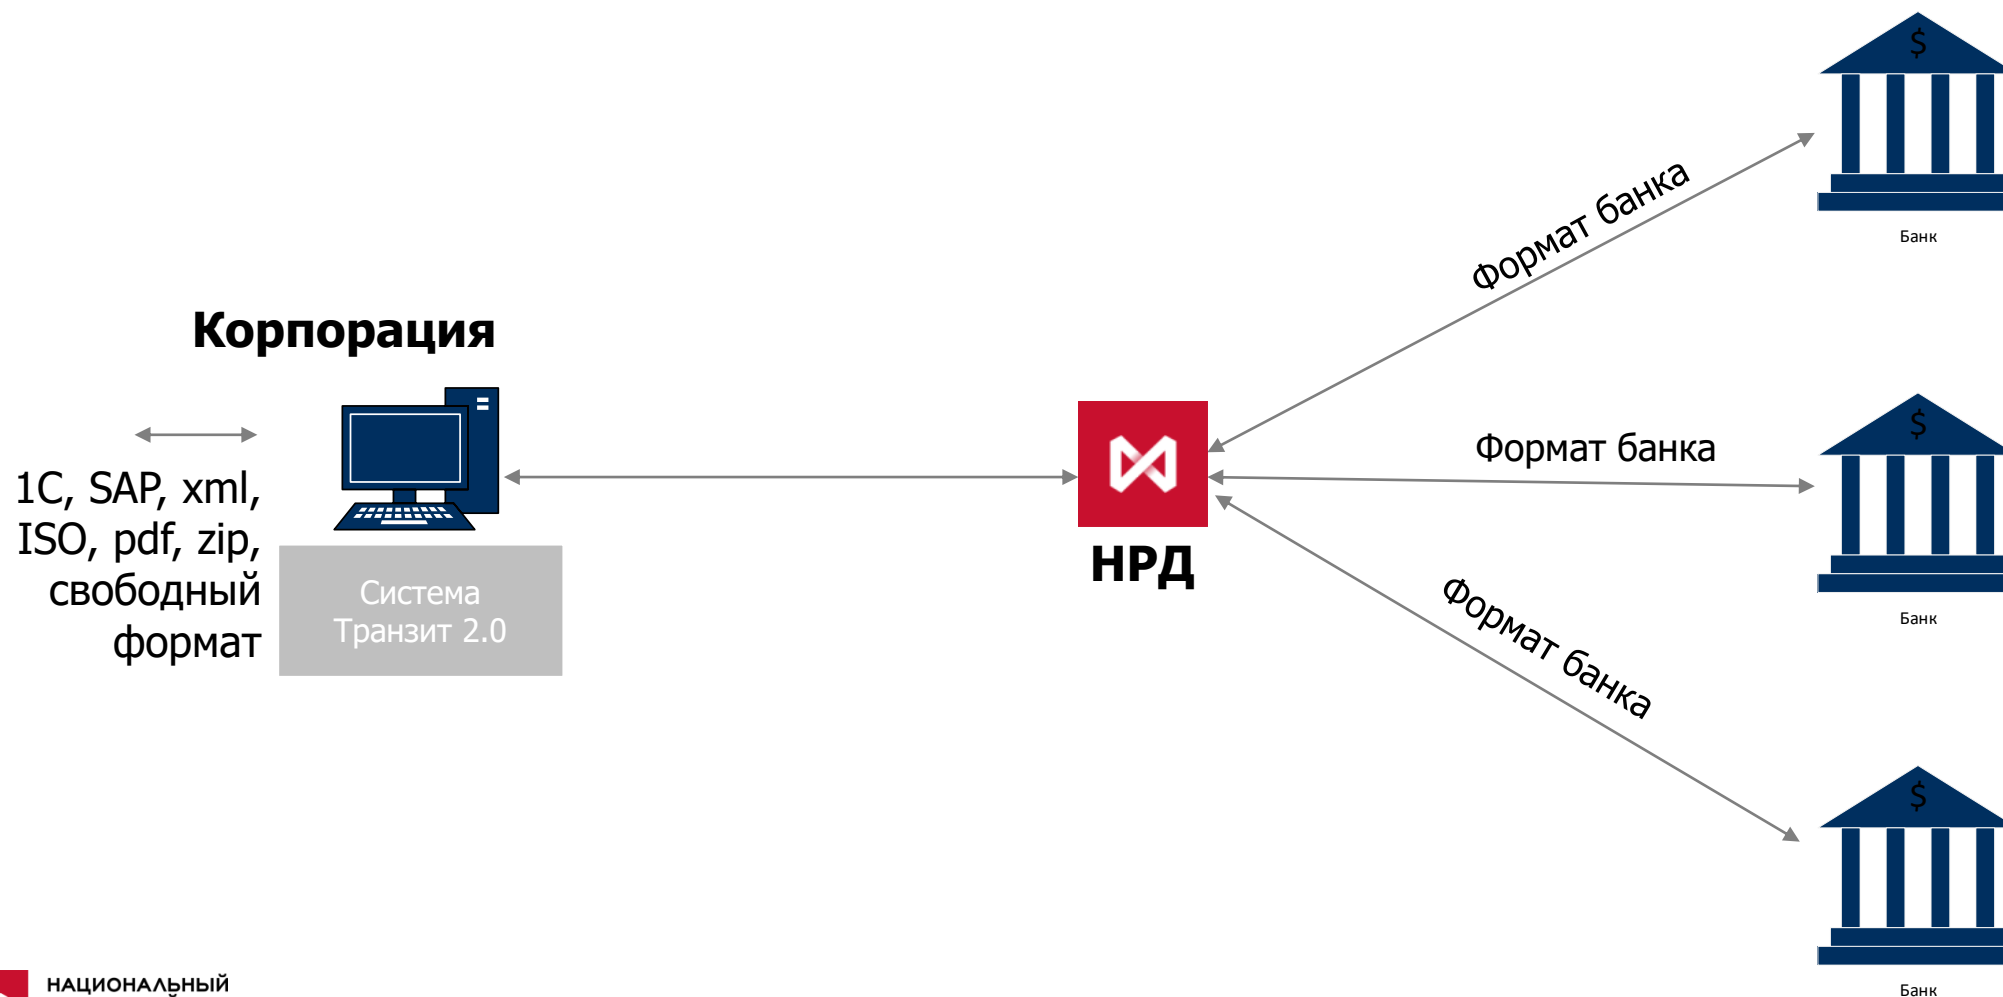 $
Формат банка
Банк
Корпорация
$
Формат банка
1С, SAP, xml,
ISO, pdf, zip,
свободный
формат
Система
Транзит 2.0
НРД
Банк
Формат банка
$
Банк
НАЦИОНАЛЬНЫЙ